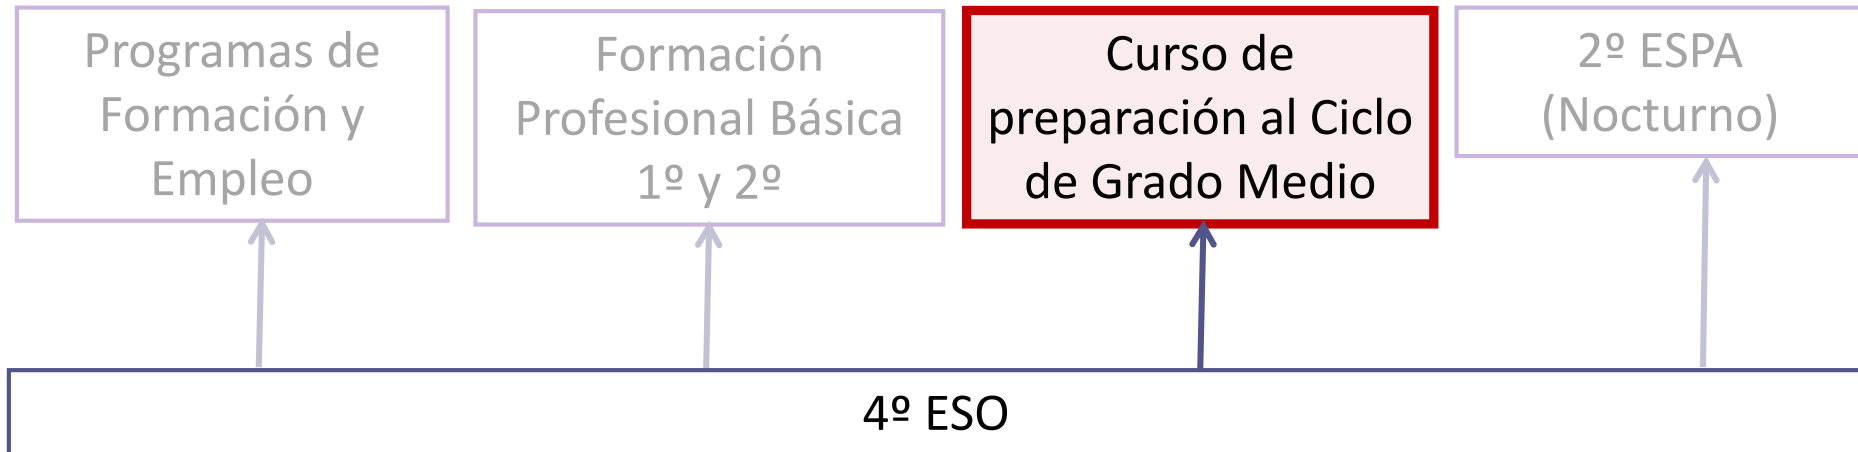 Programas de
Formación y
Empleo
Formación
Profesional Básica
1º y 2º
Curso de
preparación al Ciclo
de Grado Medio
2º ESPA
(Nocturno)
4º ESO